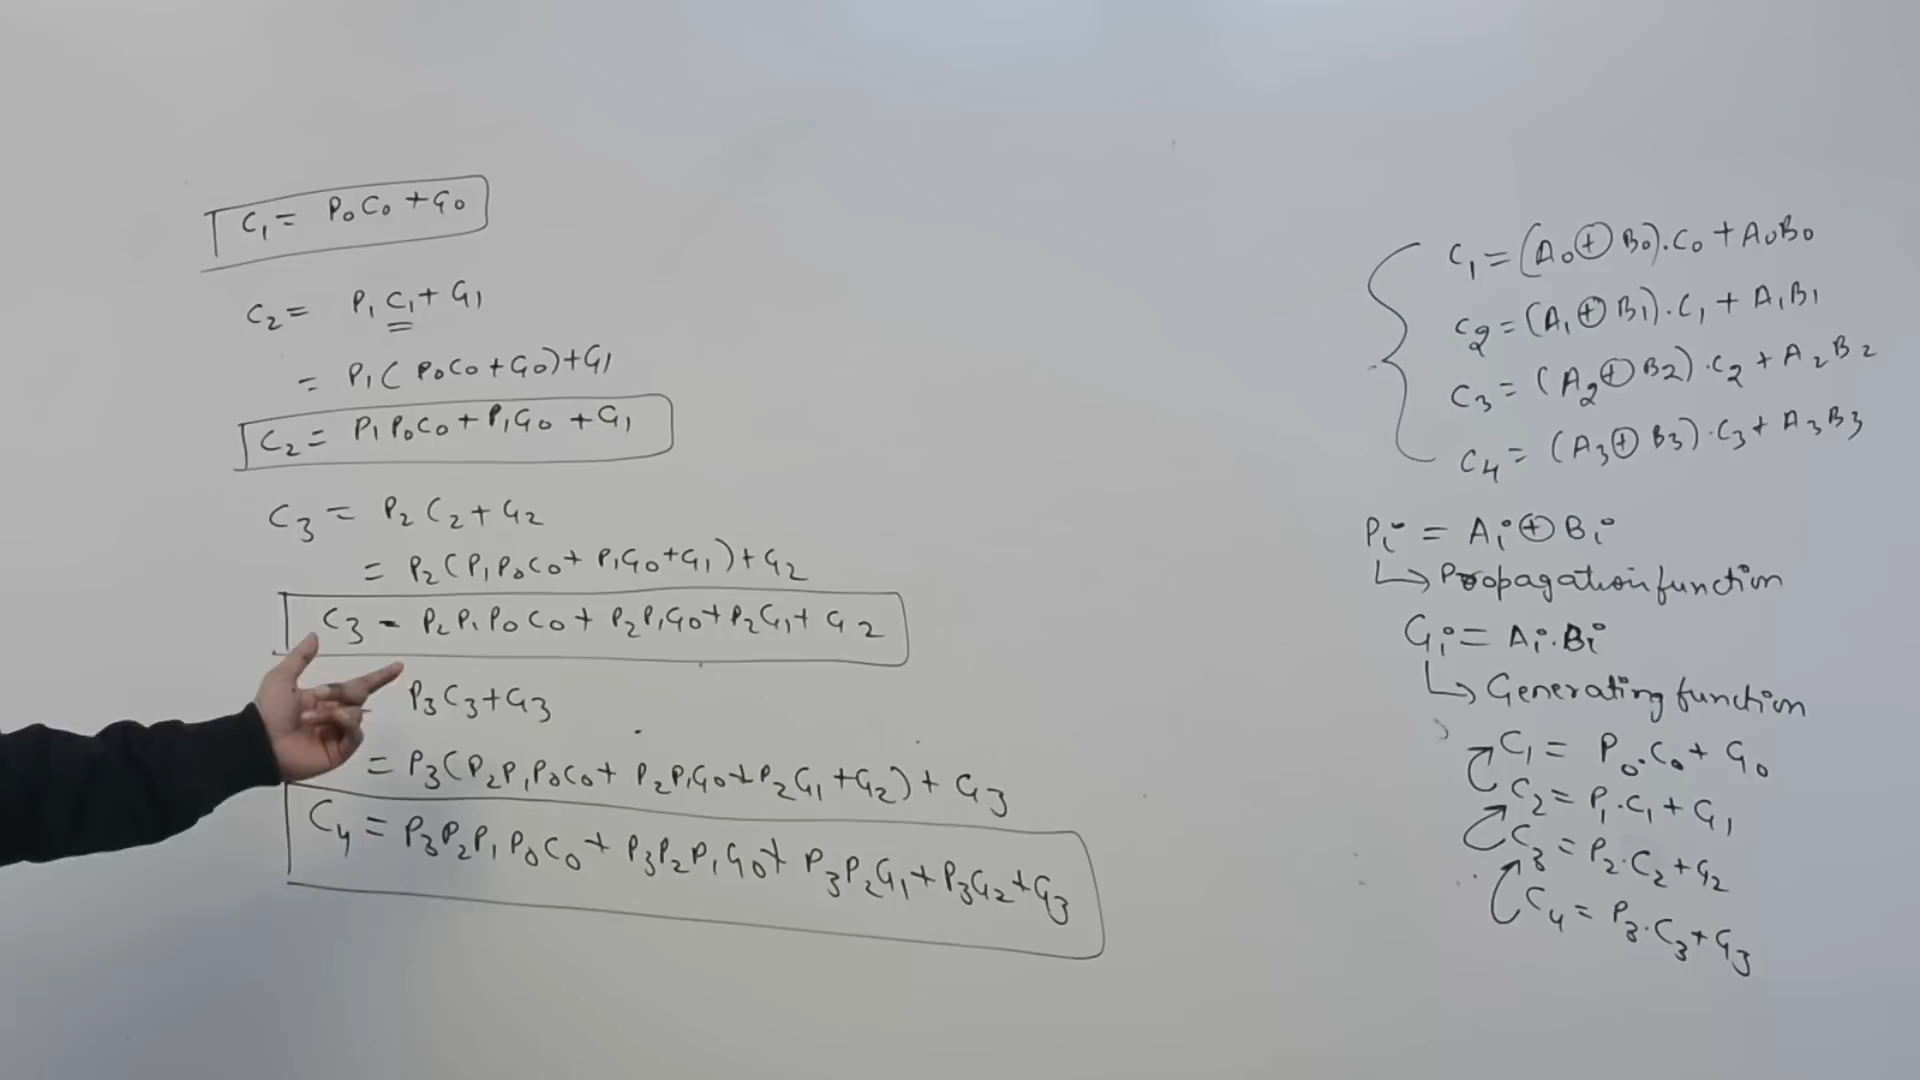 C₁ = P₀C₀ + G₀
C₂ = P₁C₁ + G₁
= P₁(P₀C₀ + G₀) + G₁
C₂ = P₁P₀C₀ + P₁G₀ + G₁
C₃ = P₂C₂ + G₂
= P₂(P₁P₀C₀ + P₁G₀ + G₁) + G₂
C₃ = P₂P₁P₀C₀ + P₂P₁G₀ + P₂G₁ + G₂
P₃C₃ + G₃
= P₃(P₂P₁P₀C₀ + P₂P₁G₀ + P₂G₁ + G₂) + G₃
C₄ = P₃P₂P₁P₀C₀ + P₃P₂P₁G₀ + P₃P₂G₁ + P₃G₂ + G₃
C₁ = (A₀ ⊕ B₀).C₀ + A₀B₀
C₂ = (A₁ ⊕ B₁).C₁ + A₁B₁
C₃ = (A₂ ⊕ B₂).C₂ + A₂B₂
C₄ = (A₃ ⊕ B₃).C₃ + A₃B₃
Pᵢ = Aᵢ ⊕ Bᵢ
↳ Propagation function
Gᵢ = Aᵢ.Bᵢ
↳ Generating function
C₁ = P₀.C₀ + G₀
C₂ = P₁.C₁ + G₁
C₃ = P₂.C₂ + G₂
C₄ = P₃.C₃ + G₃